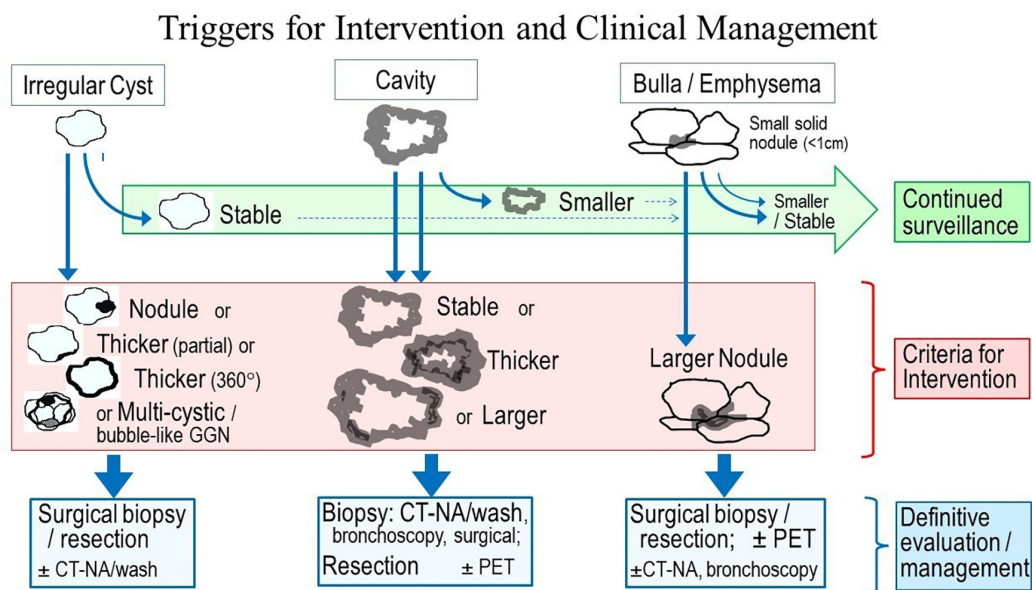 Triggers for Intervention and Clinical Management
Irregular Cyst
Cavity
Bulla / Emphysema
Small solid
nodule (<1cm)
Stable
Smaller
Smaller
/ Stable
Continued
surveillance
Nodule or
Thicker (partial) or
Thicker (360°)
or Multi-cystic /
bubble-like GGN
Stable or
Thicker
or Larger
Larger Nodule
Criteria for
Intervention
Surgical biopsy
/ resection
± CT-NA/wash
Biopsy: CT-NA/wash,
bronchoscopy, surgical;
Resection ± PET
Surgical biopsy /
resection; ± PET
±CT-NA, bronchoscopy
Definitive
evaluation /
management